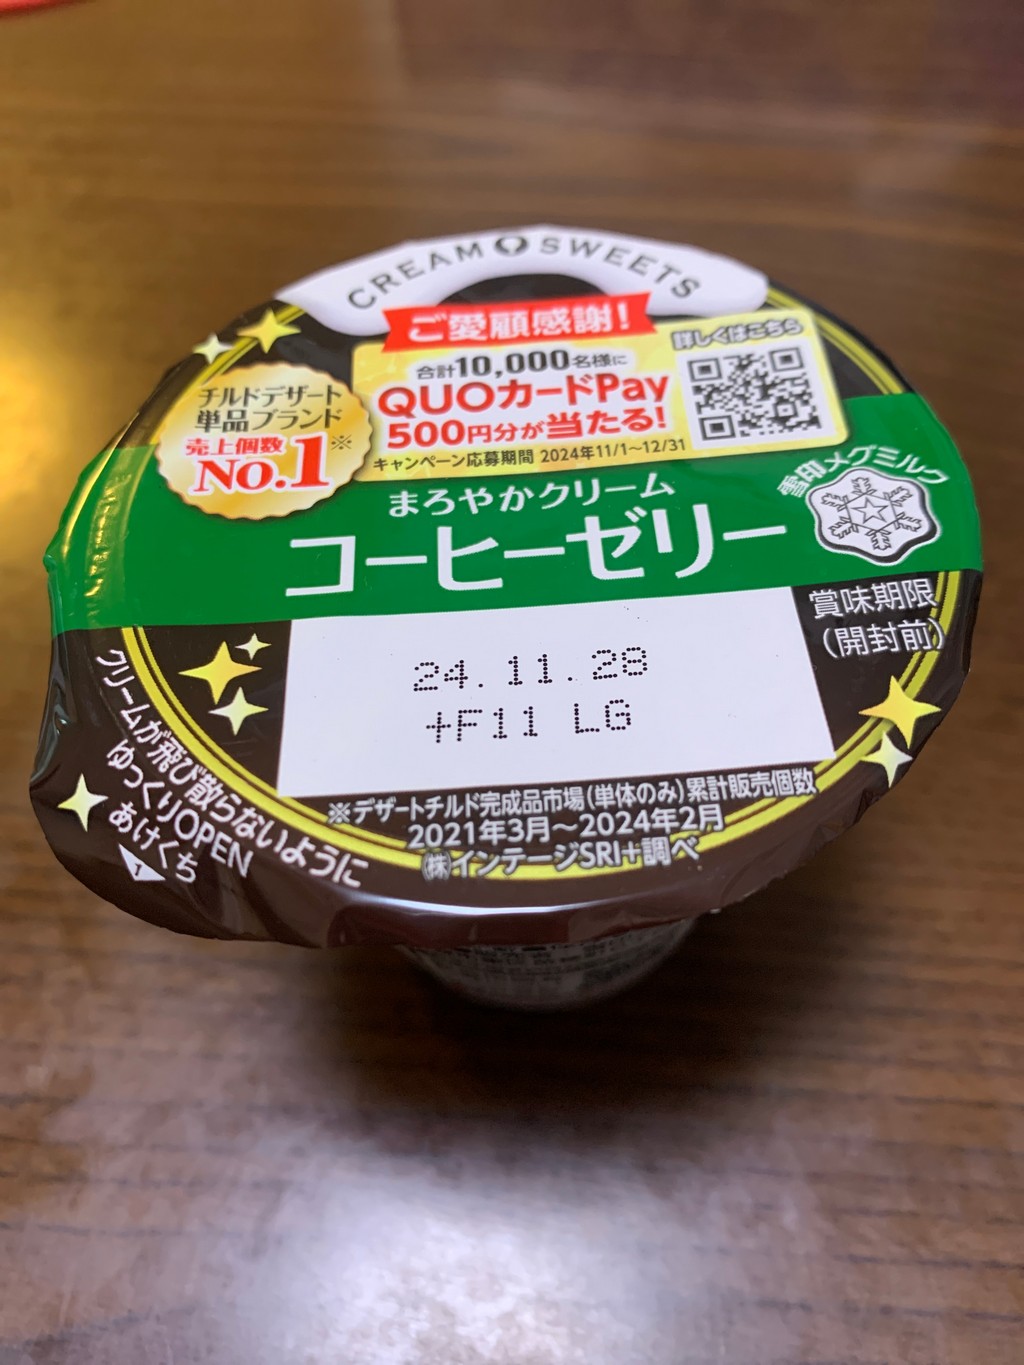 CREAM SWEETS
ご愛顧感謝!
詳しくはこちら
合計10,000名様に
QUOカードPay
500円分が当たる!
キャンペーン応募期間 2024年11/1~12/31
チルドデザート
単品ブランド
売上個数※
No.1
まろやかクリーム
コーヒーゼリー
雪印メグミルク
賞味期限
(開封前)
24.11.28
+F11 LG
※デザートチルド完成品市場(単体のみ)累計販売個数
2021年3月~2024年2月
㈱インテージSRI+調べ
クリームが飛び散らないように
ゆっくりOPEN
あけくち
1